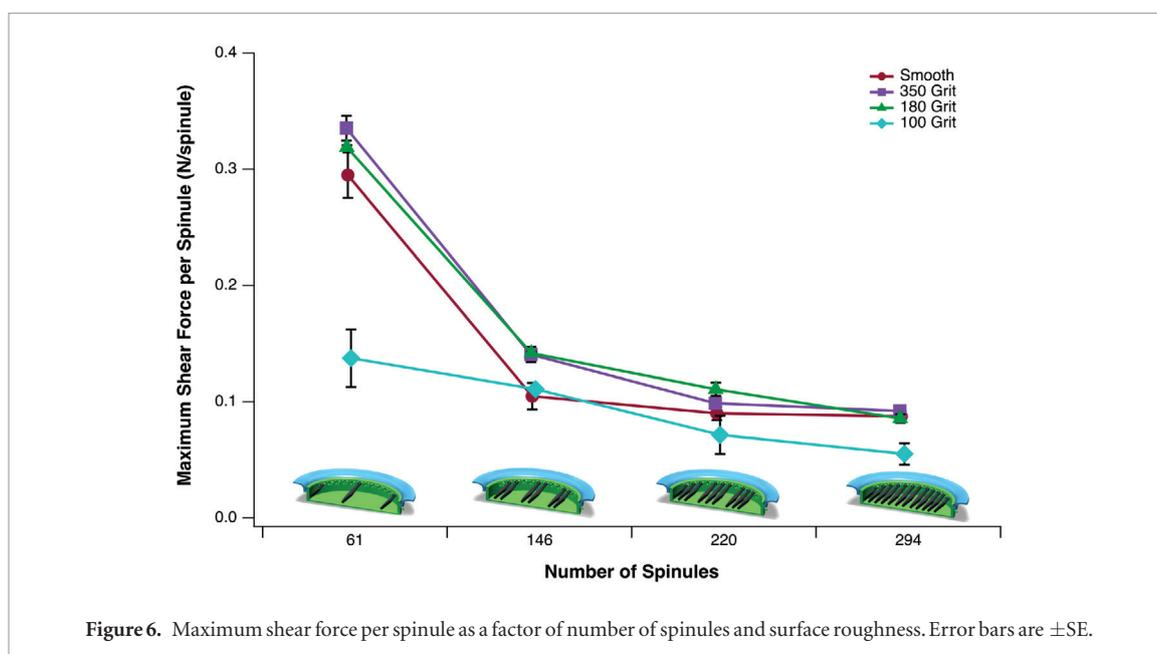 0.4
0.3
0.2
0.1
0.0
Maximum Shear Force per Spinule (N/spinule)
Smooth
350 Grit
180 Grit
100 Grit
61 146 220 294
Number of Spinules
Figure 6. Maximum shear force per spinule as a factor of number of spinules and surface roughness. Error bars are ±SE.